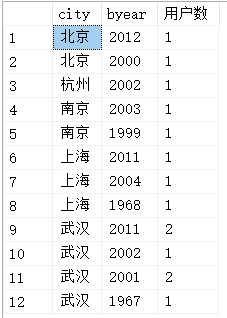 city byear 用户数
1 北京 2012 1
2 北京 2000 1
3 杭州 2002 1
4 南京 2003 1
5 南京 1999 1
6 上海 2011 1
7 上海 2004 1
8 上海 1968 1
9 武汉 2011 2
10 武汉 2002 1
11 武汉 2001 2
12 武汉 1967 1